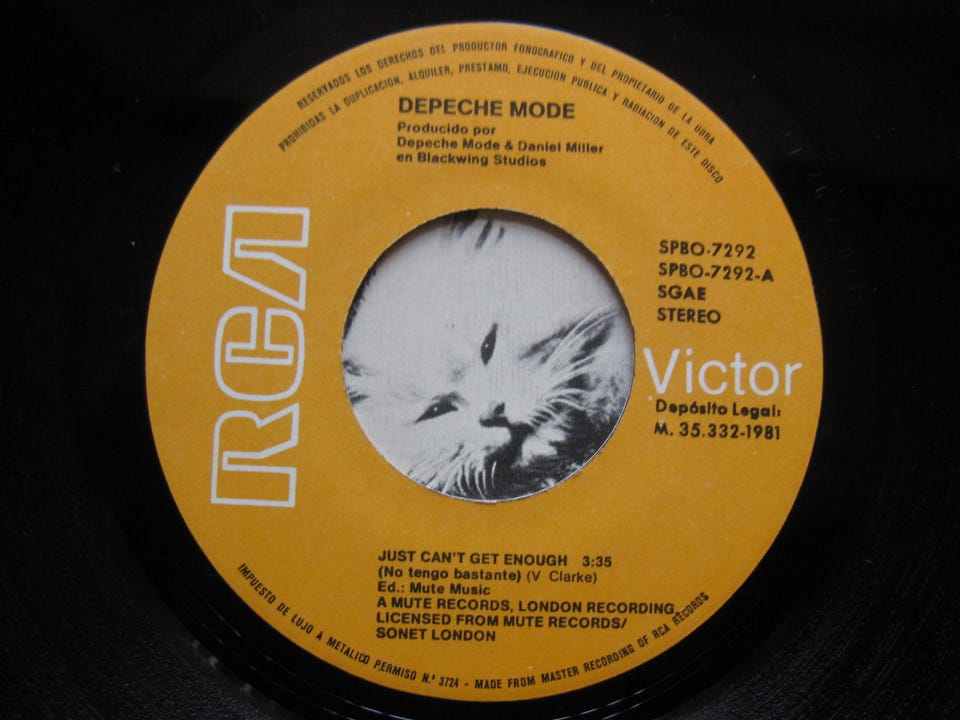 RESERVADOS LOS DERECHOS DEL PRODUCTOR FONOGRAFICO Y DEL PROPIETARIO DE LA OBRA
PROHIBIDAS LA DUPLICACION, ALQUILER, PRESTAMO, EJECUCION PUBLICA Y RADIACION DE ESTE DISCO
DEPECHE MODE
Producido por
Depeche Mode & Daniel Miller
en Blackwing Studios
RCA
SPBO-7292
SPBO-7292-A
SGAE
STEREO
Victor
Depósito Legal:
M. 35.332-1981
JUST CAN'T GET ENOUGH 3:35
(No tengo bastante) (V Clarke)
Ed.: Mute Music
A MUTE RECORDS, LONDON RECORDING,
LICENSED FROM MUTE RECORDS/
SONET LONDON
IMPUESTO DE LUJO A METALICO PERMISO N.º 3724 - MADE FROM MASTER RECORDING OF RCA RECORDS